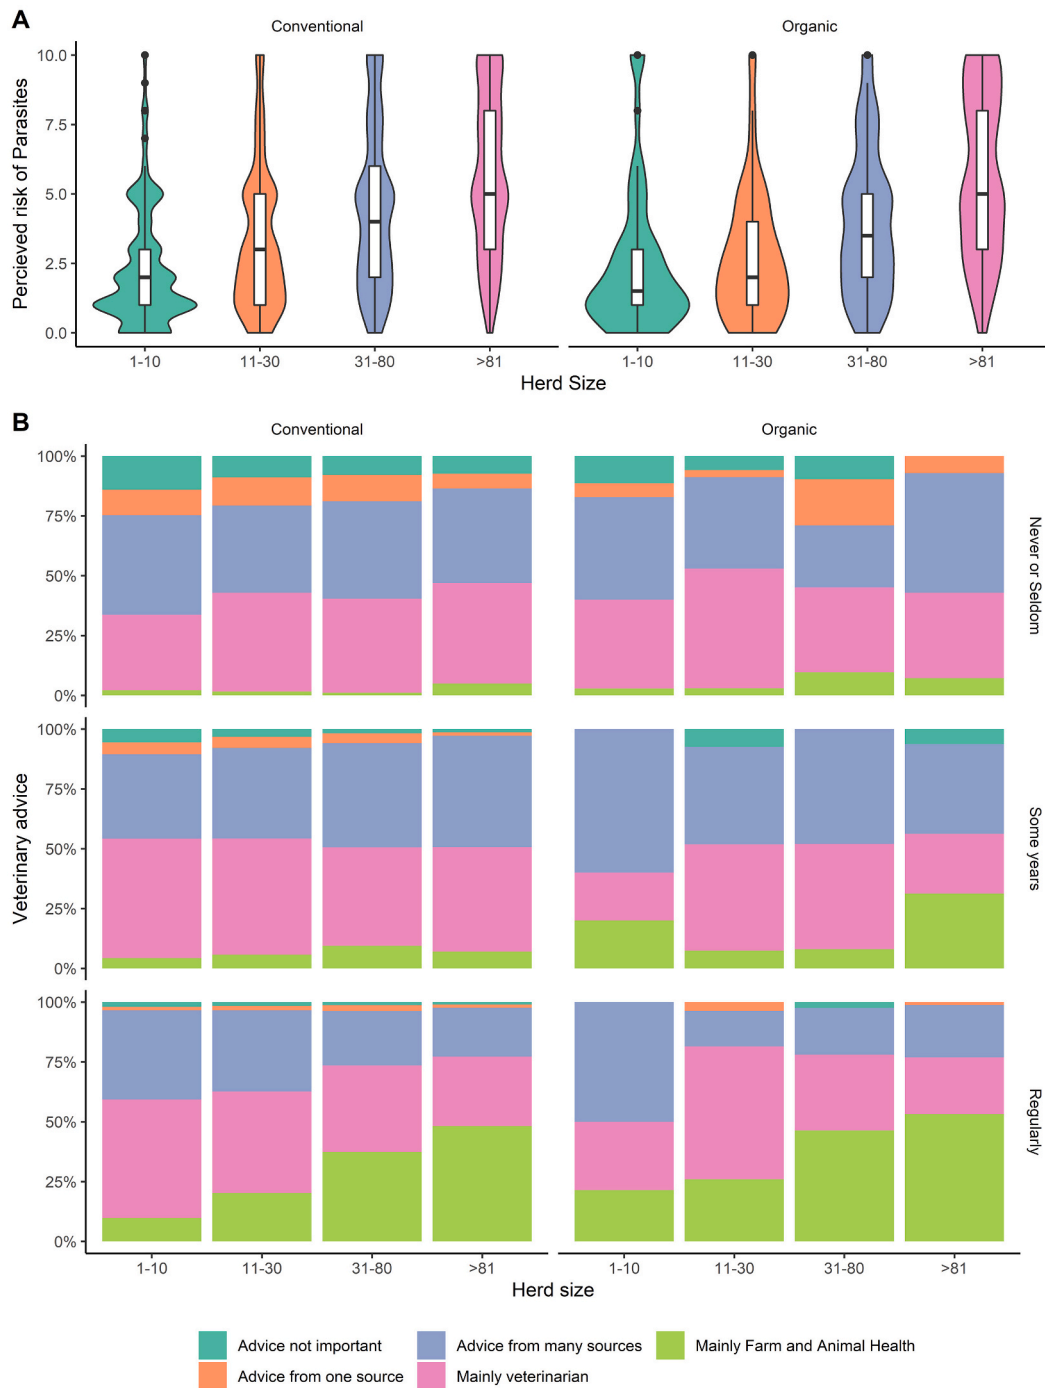 A
Conventional
Organic
Percieved risk of Parasites
10.0
7.5
5.0
2.5
0.0
1-10
11-30
31-80
>81
1-10
11-30
31-80
>81
Herd Size
B
Conventional
Organic
Veterinary advice
100%
75%
50%
25%
0%
Never or Seldom
100%
75%
50%
25%
0%
Some years
100%
75%
50%
25%
0%
Regularly
1-10
11-30
31-80
>81
1-10
11-30
31-80
>81
Herd size
Advice not important
Advice from many sources
Mainly Farm and Animal Health
Advice from one source
Mainly veterinarian